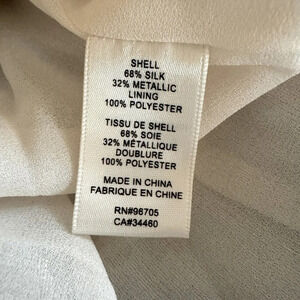 SHELL
68% SILK
32% METALLIC
LINING
100% POLYESTER
TISSU DE SHELL
68% SOIE
32% MÉTALLIQUE
DOUBLURE
100% POLYESTER
MADE IN CHINA
FABRIQUE EN CHINE
RN#96705
CA#34460